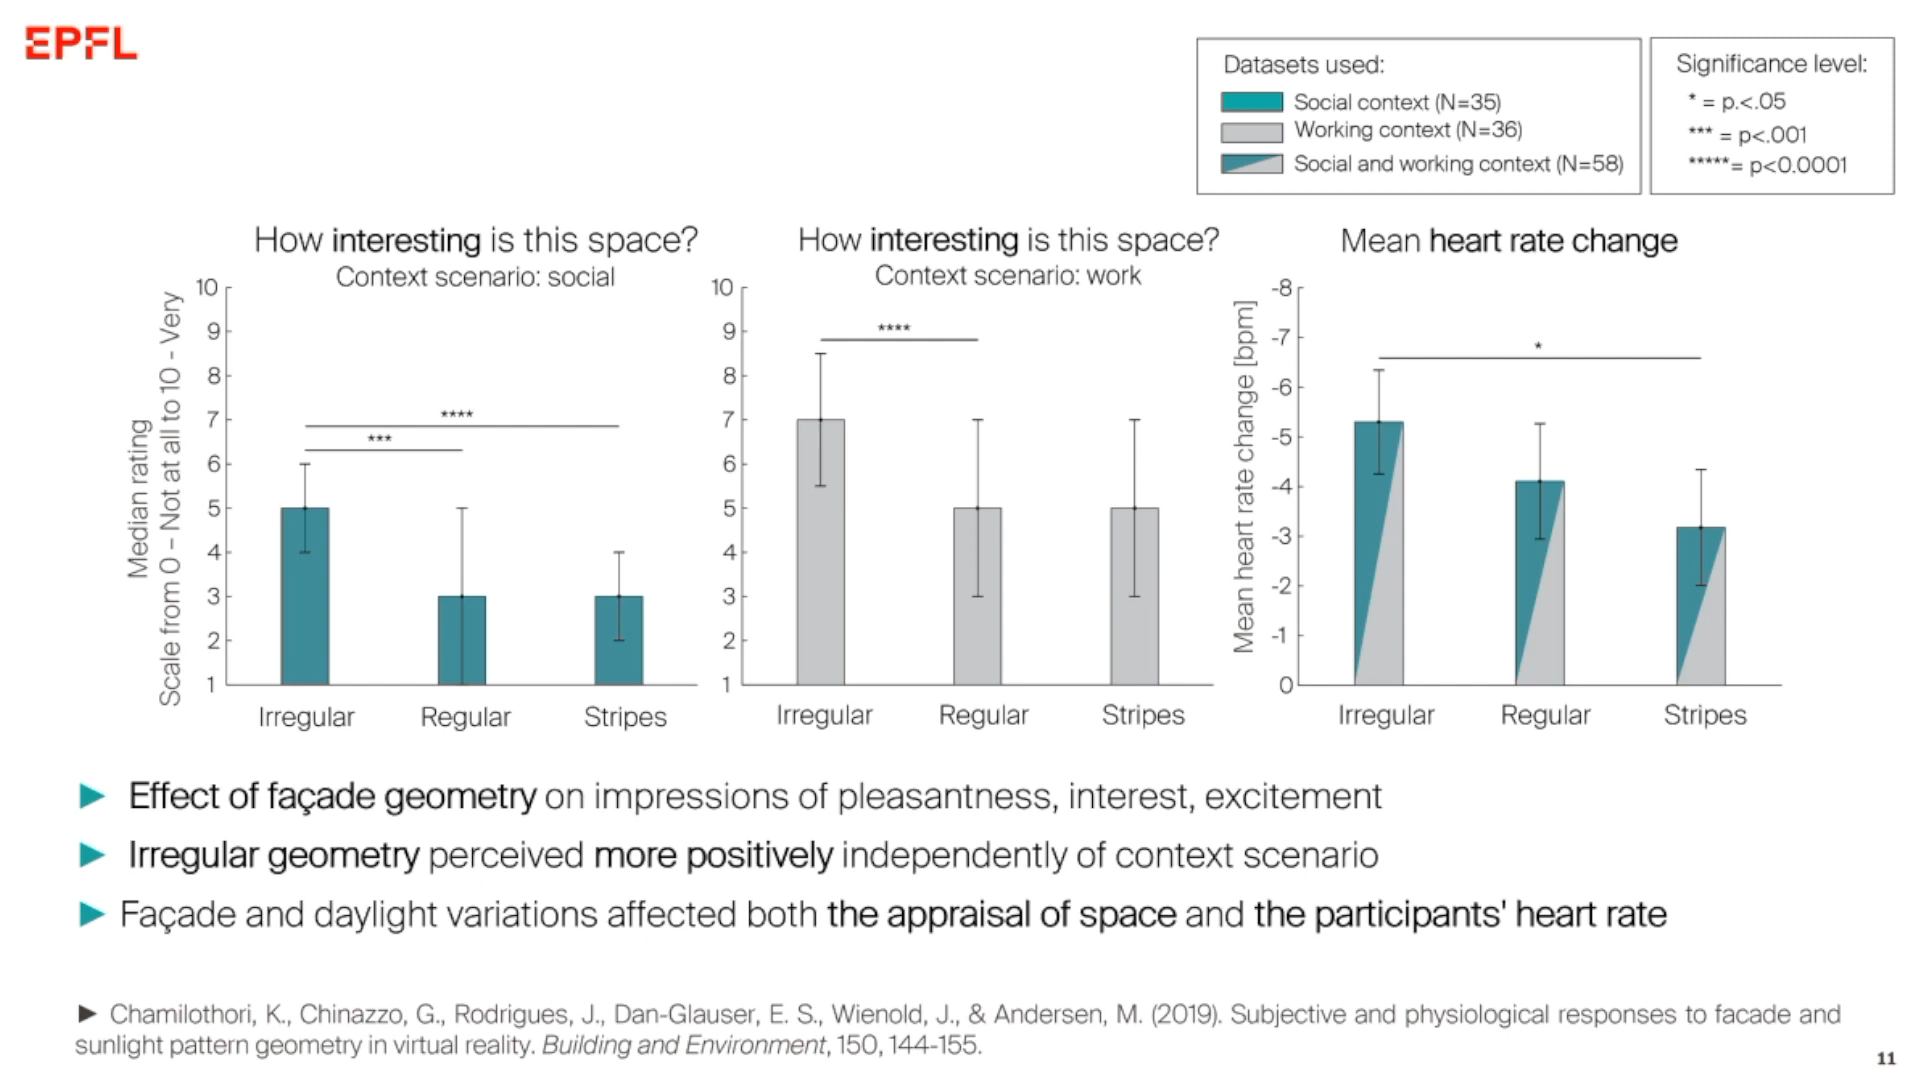 EPFL
Datasets used:
Social context (N=35)
Working context (N=36)
Social and working context (N=58)
Significance level:
* = p.<.05
*** = p<.001
*****= p<0.0001
How interesting is this space?
Context scenario: social
Median rating
Scale from 0 – Not at all to 10 - Very
10
9
8
7
6
5
4
3
2
1
****
***
Irregular Regular Stripes
How interesting is this space?
Context scenario: work
10
9
8
7
6
5
4
3
2
1
****
Irregular Regular Stripes
Mean heart rate change
Mean heart rate change [bpm]
-8
-7
-6
-5
-4
-3
-2
-1
0
*
Irregular Regular Stripes
► Effect of façade geometry on impressions of pleasantness, interest, excitement
► Irregular geometry perceived more positively independently of context scenario
► Façade and daylight variations affected both the appraisal of space and the participants' heart rate
► Chamilothori, K., Chinazzo, G., Rodrigues, J., Dan-Glauser, E. S., Wienold, J., & Andersen, M. (2019). Subjective and physiological responses to facade and
sunlight pattern geometry in virtual reality. Building and Environment, 150, 144-155.
11